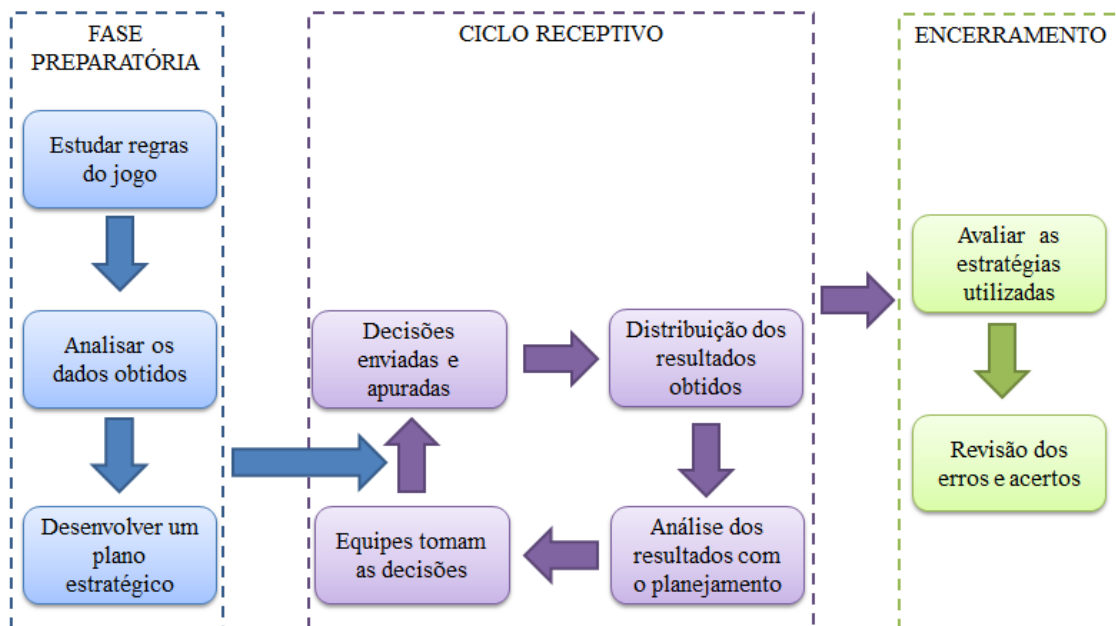 FASE
PREPARATÓRIA
Estudar regras
do jogo
Analisar os
dados obtidos
Desenvolver um
plano
estratégico
CICLO RECEPTIVO
Decisões
enviadas e
apuradas
Distribuição dos
resultados
obtidos
Análise dos
resultados com
o planejamento
Equipes tomam
as decisões
ENCERRAMENTO
Avaliar as
estratégias
utilizadas
Revisão dos
erros e acertos